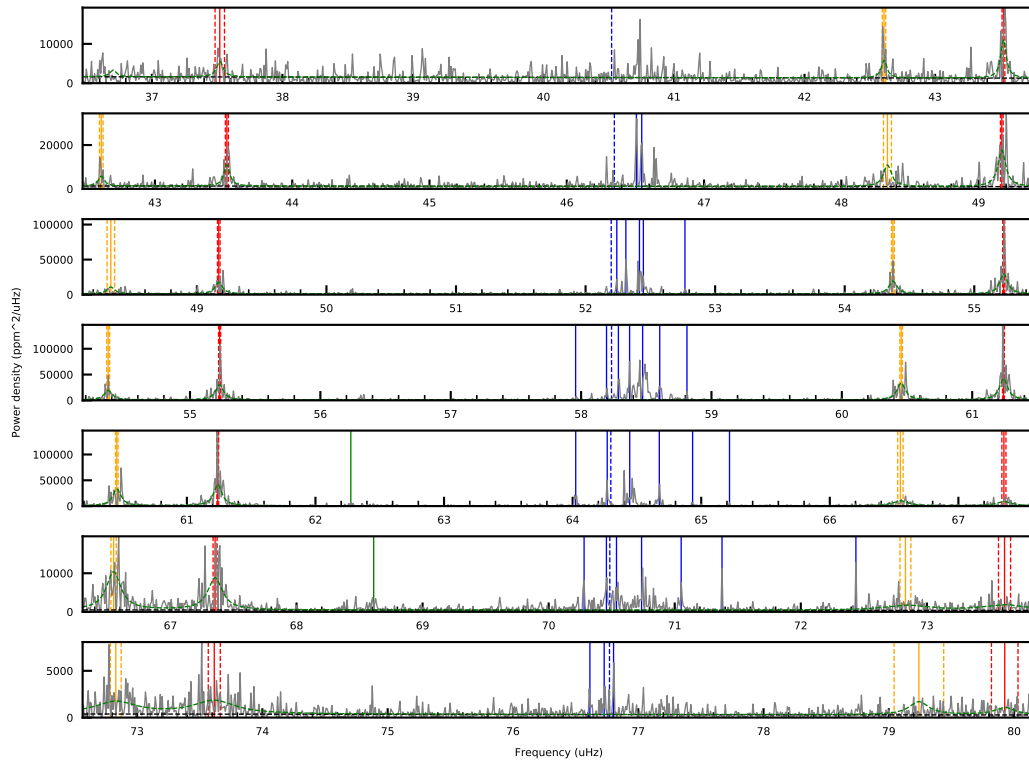 10000
0
37 38 39 40 41 42 43
20000
0
43 44 45 46 47 48 49
100000
50000
0
49 50 51 52 53 54 55
100000
50000
0
55 56 57 58 59 60 61
Power density (ppm^2/uHz)
100000
50000
0
61 62 63 64 65 66 67
10000
0
67 68 69 70 71 72 73
5000
0
73 74 75 76 77 78 79 80
Frequency (uHz)